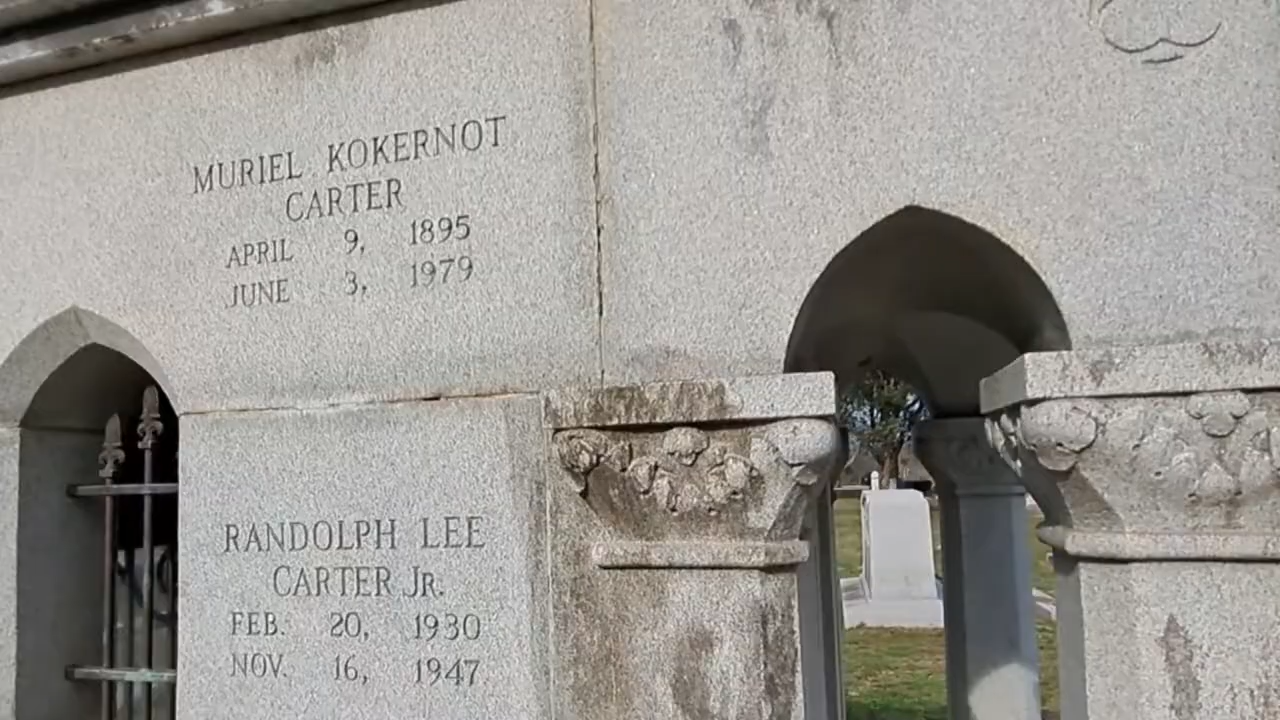 MURIEL KOKERNOT
CARTER
APRIL 9, 1895
JUNE 3, 1979
RANDOLPH LEE
CARTER JR.
FEB. 20, 1930
NOV. 16, 1947